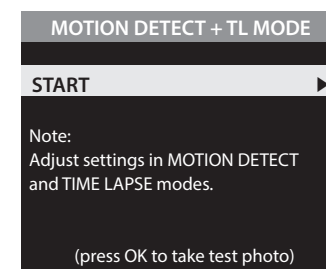 MOTION DETECT + TL MODE
START
Note:
Adjust settings in MOTION DETECT
and TIME LAPSE modes.
(press OK to take test photo)